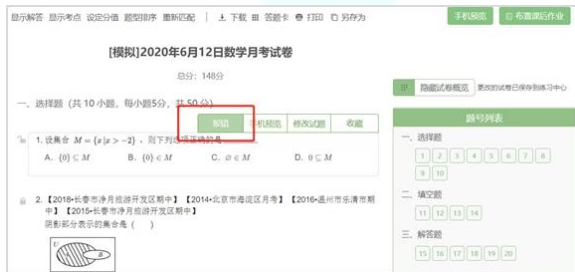 显示解答 显示考点 设定分值 题型排序 重新匹配 下载 答题卡 打印 另存为
手机预览 布置课后作业
[模拟]2020年6月12日数学月考试卷
总分：148分
隐藏试卷概览 更改的试卷已保存到练习中心
一、选择题（共 10 小题，每小题5分，共 50 分）
题号列表
报错 手机预览 修改试题 收藏
一、选择题
1. 设集合 M = {x|x > -2}，则下列选项正确的是
1 2 3 4 5 6 7 8
A. {0} ⊆ M B. {0} ∈ M C. ∅ ∈ M D. 0 ⊆ M
9 10
二、填空题
2. 【2018•长春市净月旅游开发区期中】【2014•北京市海淀区月考】【2016•温州市乐清市期
中】【2015•长春市净月旅游开发区期中】
11 12 13 14
阴影部分表示的集合是（ ）
三、解答题
U
A B
15 16 17 18 19 20